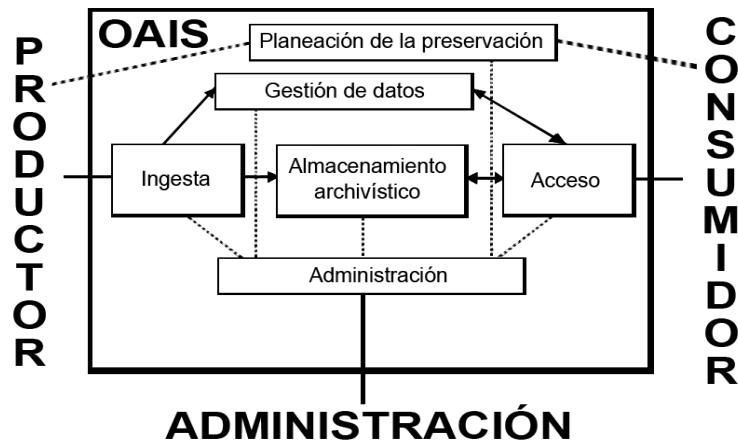 OAIS
Planeación de la preservación
Gestión de datos
PRODUCTOR
Ingesta
Almacenamiento
archivístico
Acceso
CONSUMIDOR
Administración
ADMINISTRACIÓN